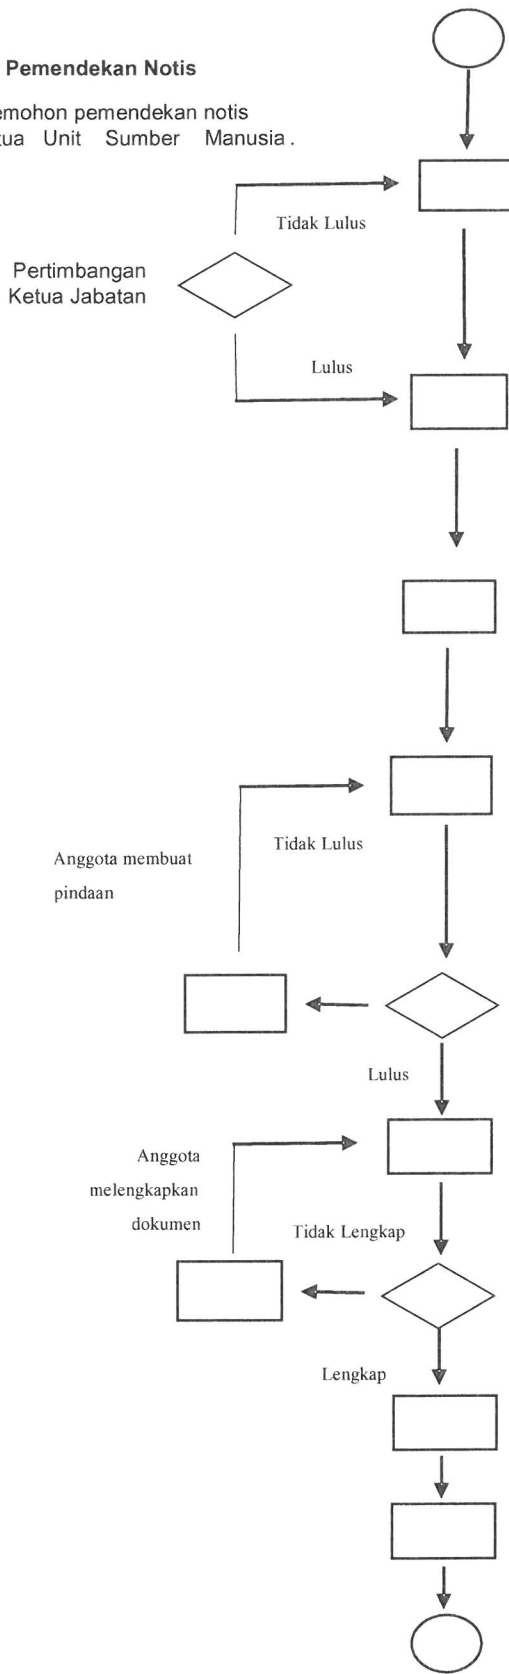 Pemendekan Notis
emohon pemendekan notis
tua Unit Sumber Manusia.
Tidak Lulus
Pertimbangan
Ketua Jabatan
Lulus
Tidak Lulus
Anggota membuat
pindaan
Lulus
Anggota
melengkapkan
dokumen
Tidak Lengkap
Lengkap